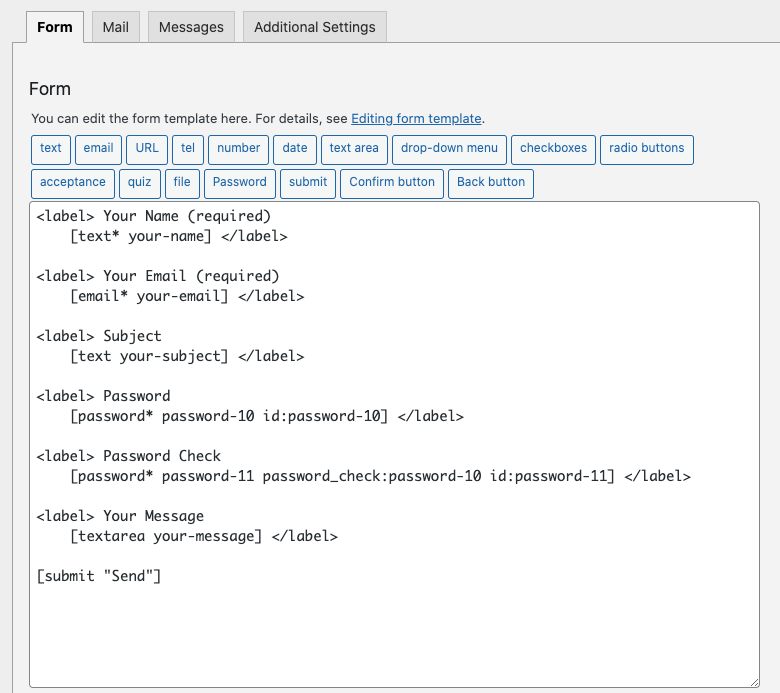 Form Mail Messages Additional Settings
Form
You can edit the form template here. For details, see Editing form template.
text email URL tel number date text area drop-down menu checkboxes radio buttons
acceptance quiz file Password submit Confirm button Back button
<label> Your Name (required)
    [text* your-name] </label>
<label> Your Email (required)
    [email* your-email] </label>
<label> Subject
    [text your-subject] </label>
<label> Password
    [password* password-10 id:password-10] </label>
<label> Password Check
    [password* password-11 password_check:password-10 id:password-11] </label>
<label> Your Message
    [textarea your-message] </label>
[submit "Send"]